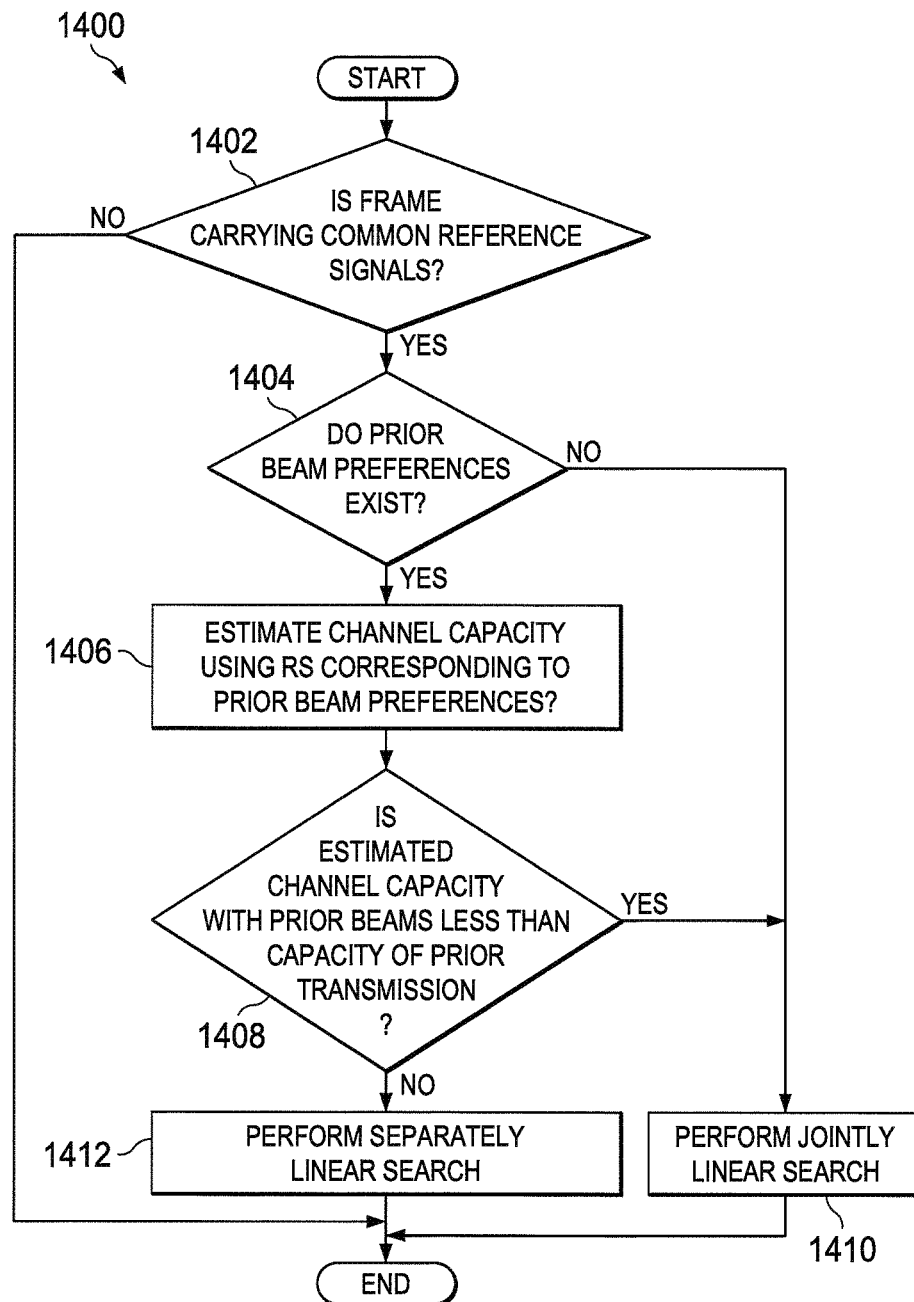 1400
START
1402
IS FRAME
CARRYING COMMON REFERENCE
SIGNALS?
NO
YES
1404
DO PRIOR
BEAM PREFERENCES
EXIST?
NO
YES
1406
ESTIMATE CHANNEL CAPACITY
USING RS CORRESPONDING TO
PRIOR BEAM PREFERENCES?
IS
ESTIMATED
CHANNEL CAPACITY
WITH PRIOR BEAMS LESS THAN
CAPACITY OF PRIOR
TRANSMISSION
?
YES
1408
NO
1412
PERFORM SEPARATELY
LINEAR SEARCH
PERFORM JOINTLY
LINEAR SEARCH
1410
END